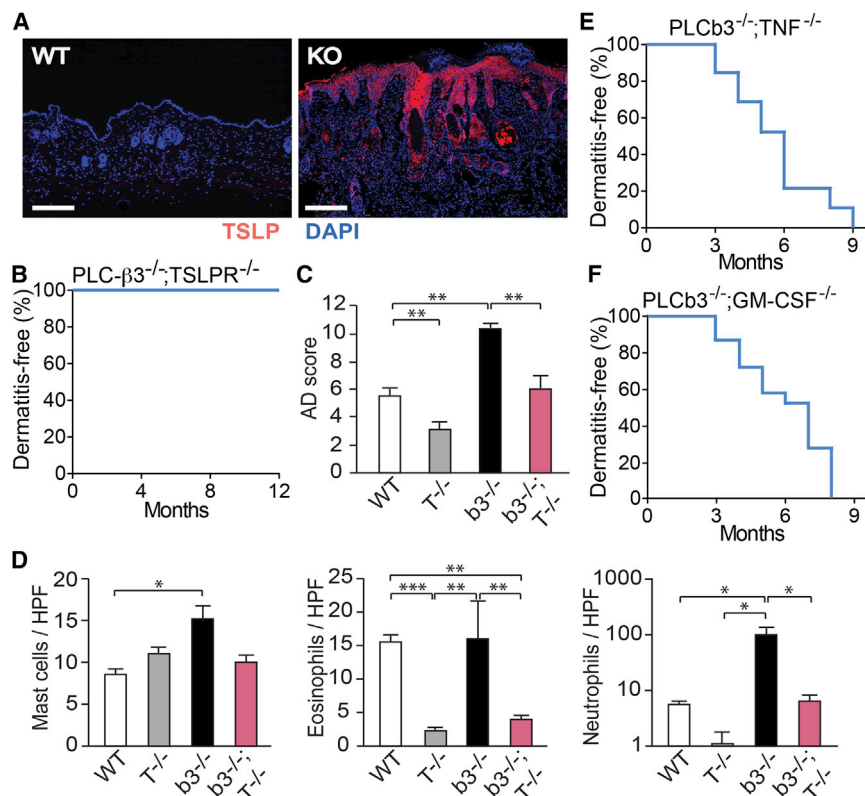 A
WT
KO
TSLP
DAPI
B
PLC-β3⁻/⁻;TSLPR⁻/⁻
Dermatitis-free (%)
100
80
60
40
20
0
0 4 8 12
Months
C
AD score
12
10
8
6
4
2
0
**
**
**
WT
T-/-
b3-/-
b3-/-;
T-/-
E
PLCb3⁻/⁻;TNF⁻/⁻
Dermatitis-free (%)
100
80
60
40
20
0
0 3 6 9
Months
F
PLCb3⁻/⁻;GM-CSF⁻/⁻
Dermatitis-free (%)
100
80
60
40
20
0
0 3 6 9
Months
D
Mast cells / HPF
20
15
10
5
0
*
WT
T-/-
b3-/-
b3-/-;
T-/-
Eosinophils / HPF
25
20
15
10
5
0
**
*** ** **
WT
T-/-
b3-/-
b3-/-;
T-/-
Neutrophils / HPF
1000
100
10
1
* *
*
WT
T-/-
b3-/-
b3-/-;
T-/-